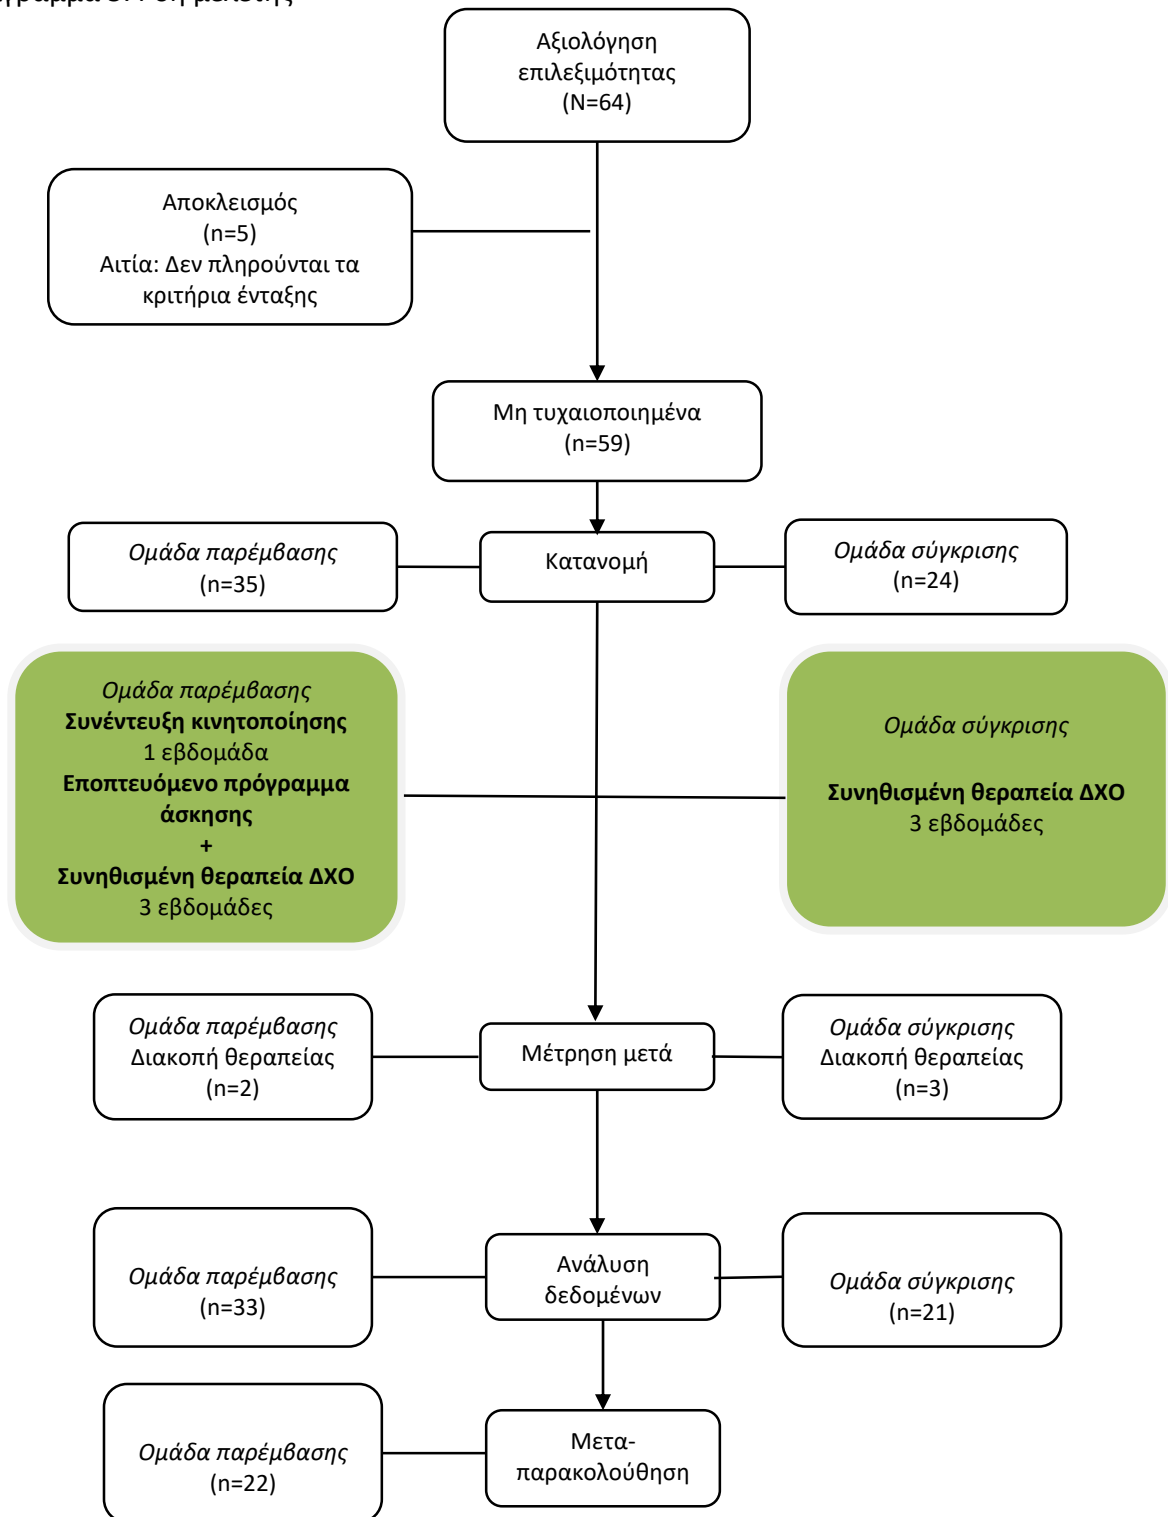 Αξιολόγηση
επιλεξιμότητας
(N=64)
Αποκλεισμός
(n=5)
Αιτία: Δεν πληρούνται τα
κριτήρια ένταξης
Μη τυχαιοποιημένα
(n=59)
Ομάδα παρέμβασης
(n=35)
Κατανομή
Ομάδα σύγκρισης
(n=24)
Ομάδα παρέμβασης
Συνέντευξη κινητοποίησης
1 εβδομάδα
Εποπτευόμενο πρόγραμμα
άσκησης
+
Συνηθισμένη θεραπεία ΔΧΟ
3 εβδομάδες
Ομάδα σύγκρισης
Συνηθισμένη θεραπεία ΔΧΟ
3 εβδομάδες
Ομάδα παρέμβασης
Διακοπή θεραπείας
(n=2)
Μέτρηση μετά
Ομάδα σύγκρισης
Διακοπή θεραπείας
(n=3)
Ομάδα παρέμβασης
(n=33)
Ανάλυση
δεδομένων
Ομάδα σύγκρισης
(n=21)
Ομάδα παρέμβασης
(n=22)
Μετα-
παρακολούθηση